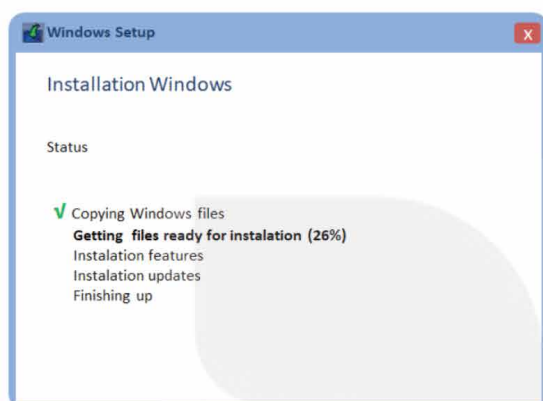 Windows Setup
X
Installation Windows
Status
√ Copying Windows files
Getting files ready for instalation (26%)
Instalation features
Instalation updates
Finishing up